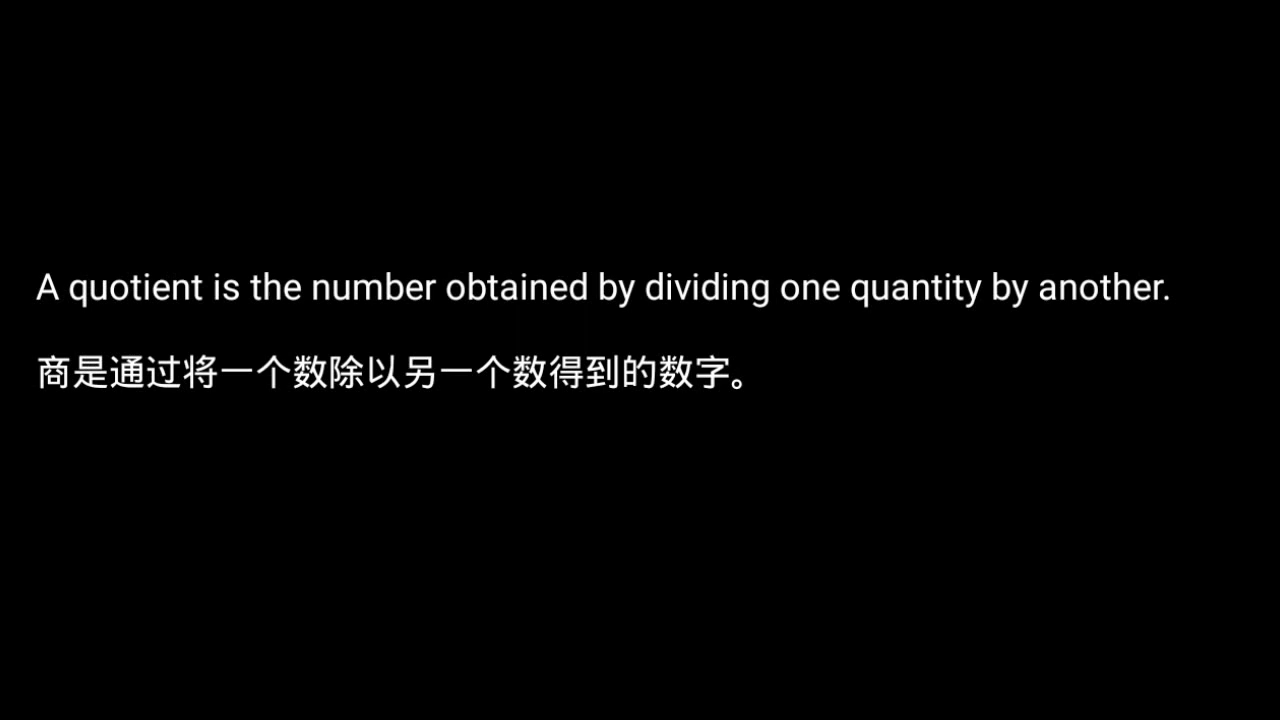 A quotient is the number obtained by dividing one quantity by another.
商是通过将一个数除以另一个数得到的数字。